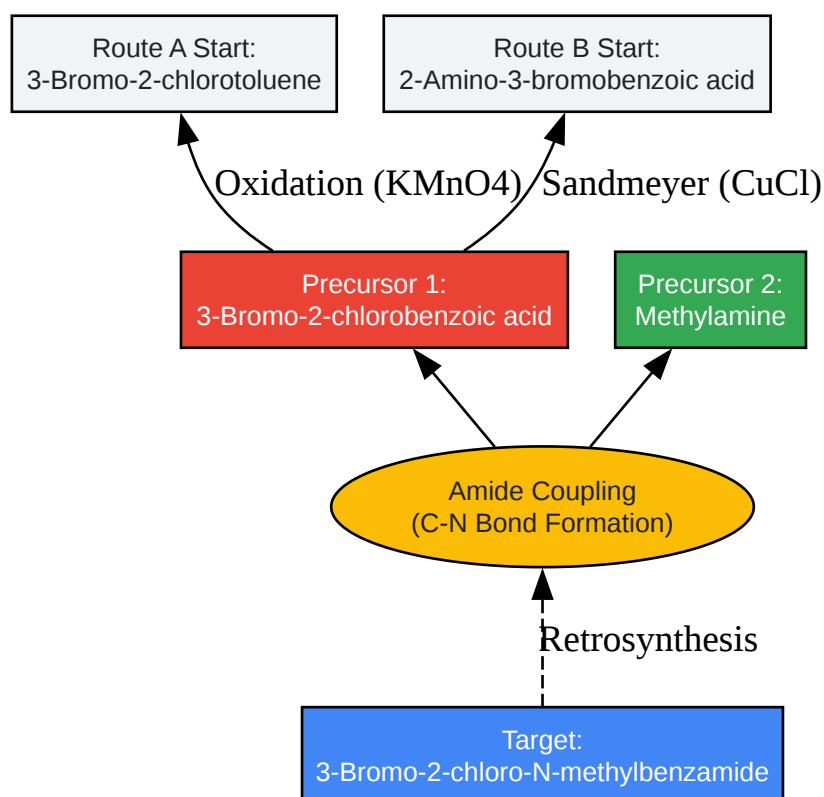 Route A Start:
3-Bromo-2-chlorotoluene
Route B Start:
2-Amino-3-bromobenzoic acid
Oxidation (KMnO4)
Sandmeyer (CuCl)
Precursor 1:
3-Bromo-2-chlorobenzoic acid
Precursor 2:
Methylamine
Amide Coupling
(C-N Bond Formation)
Retrosynthesis
Target:
3-Bromo-2-chloro-N-methylbenzamide